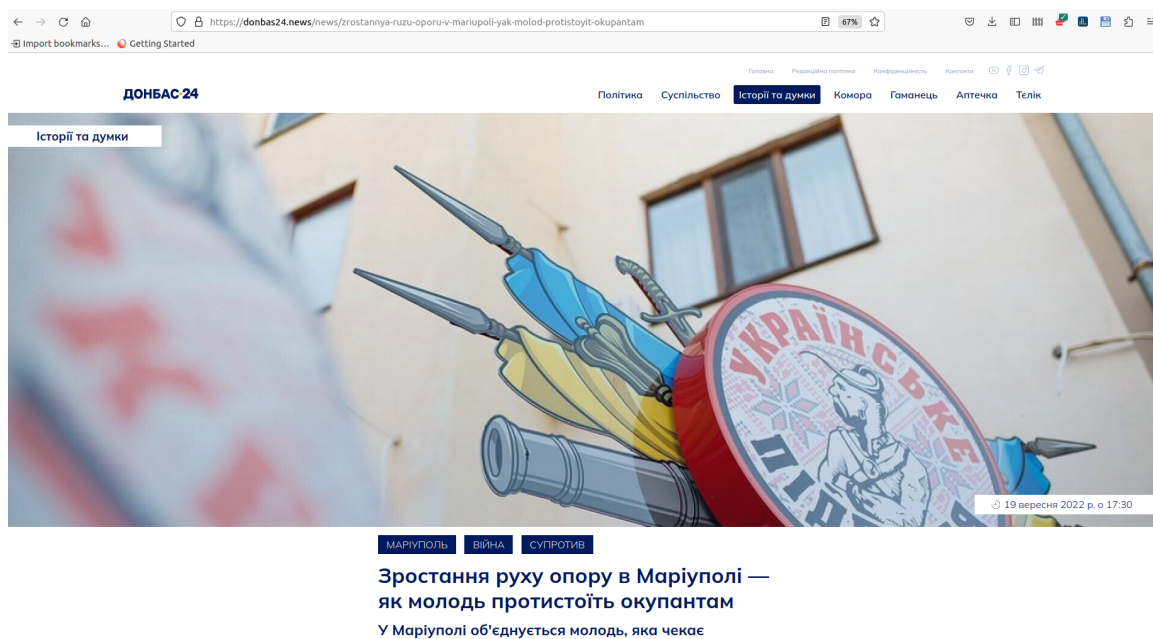 https://donbas24.news/news/zrostannya-ruzu-oporu-v-mariupoli-yak-molod-protistoyit-okupantam
67%
Import bookmarks... Getting Started
Головна Редакційна політика Конфіденційність Контакти
ДОНБАС24 Політика Суспільство Історії та думки Комора Гаманець Аптечка Тєлік
Історії та думки
УКРАЇНСЬКЕ
19 вересня 2022 р. о 17:30
МАРІУПОЛЬ ВІЙНА СУПРОТИВ
Зростання руху опору в Маріуполі —
як молодь протистоїть окупантам
У Маріуполі об'єднується молодь, яка чекає